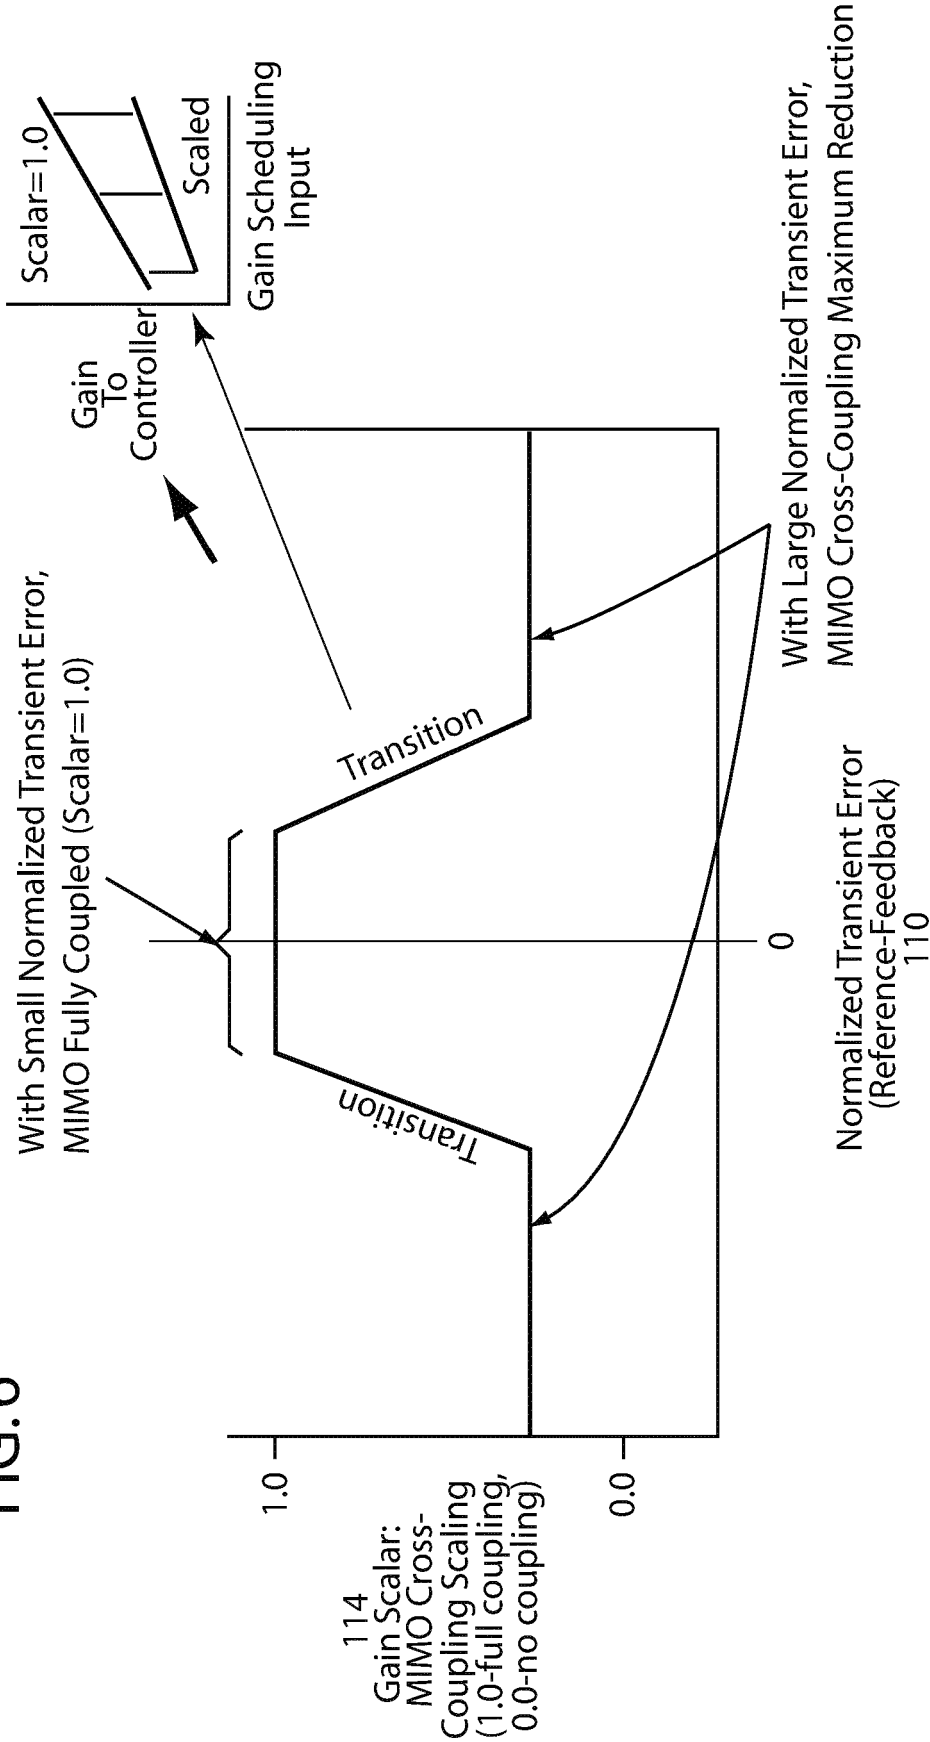 FIG. 6
With Small Normalized Transient Error,
MIMO Fully Coupled (Scalar=1.0)
Gain
To
Controller
Scalar=1.0
Scaled
Gain Scheduling
Input
114
Gain Scalar:
MIMO Cross-
Coupling Scaling
(1.0-full coupling,
0.0-no coupling)
1.0
0.0
Transition
Transition
0
Normalized Transient Error
(Reference-Feedback)
110
With Large Normalized Transient Error,
MIMO Cross-Coupling Maximum Reduction